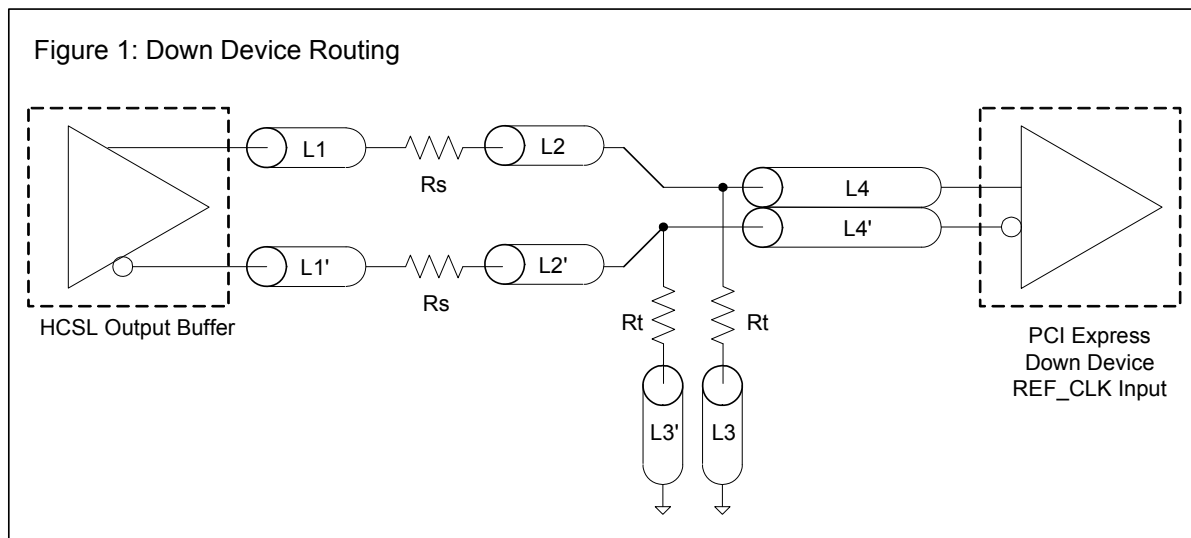 Figure 1: Down Device Routing
L1
Rs
L2
L4
L4'
L1'
Rs
L2'
HCSL Output Buffer
Rt
Rt
L3'
L3
PCI Express
Down Device
REF_CLK Input